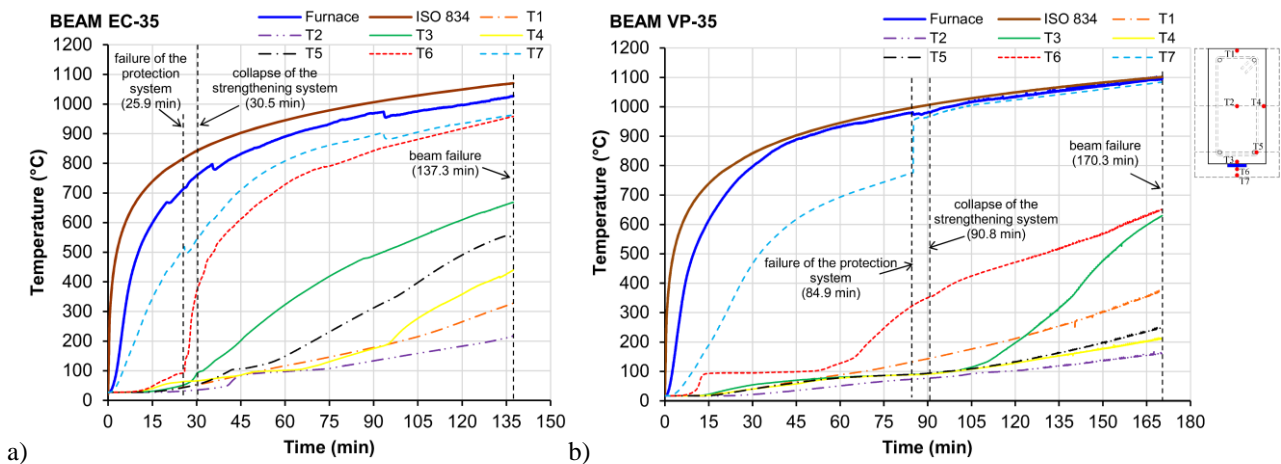 BEAM EC-35
Furnace
ISO 834
T1
T2
T3
T4
T5
T6
T7
1200
1100
1000
900
800
700
600
500
400
300
200
100
0
Temperature (°C)
failure of the
protection
system
(25.9 min)
collapse of the
strengthening system
(30.5 min)
beam failure
(137.3 min)
0 15 30 45 60 75 90 105 120 135 150
Time (min)
a)
BEAM VP-35
Furnace
ISO 834
T1
T2
T3
T4
T5
T6
T7
1200
1100
1000
900
800
700
600
500
400
300
200
100
0
Temperature (°C)
beam failure
(170.3 min)
collapse of the
strengthening system
(90.8 min)
failure of the protection
system
(84.9 min)
0 15 30 45 60 75 90 105 120 135 150 165 180
Time (min)
b)
T1
T2
T4
T5
T3
T6
T7